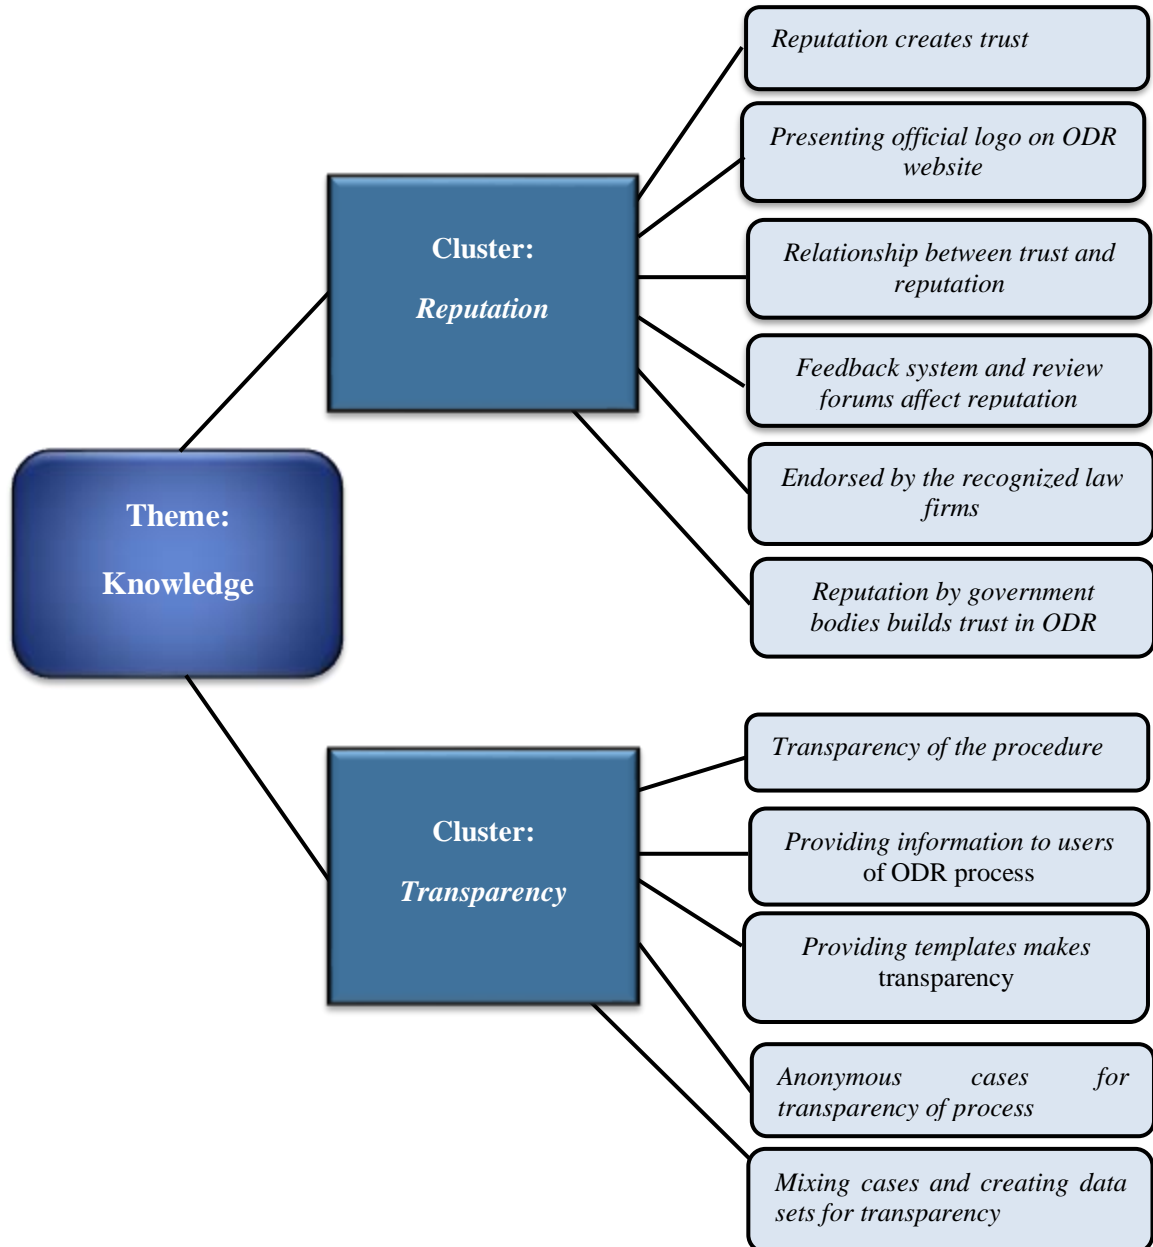 Reputation creates trust
Presenting official logo on ODR
website
Cluster:
Reputation
Relationship between trust and
reputation
Feedback system and review
forums affect reputation
Endorsed by the recognized law
firms
Theme:
Knowledge
Reputation by government
bodies builds trust in ODR
Transparency of the procedure
Cluster:
Transparency
Providing information to users
of ODR process
Providing templates makes
transparency
Anonymous cases for
transparency of process
Mixing cases and creating data
sets for transparency